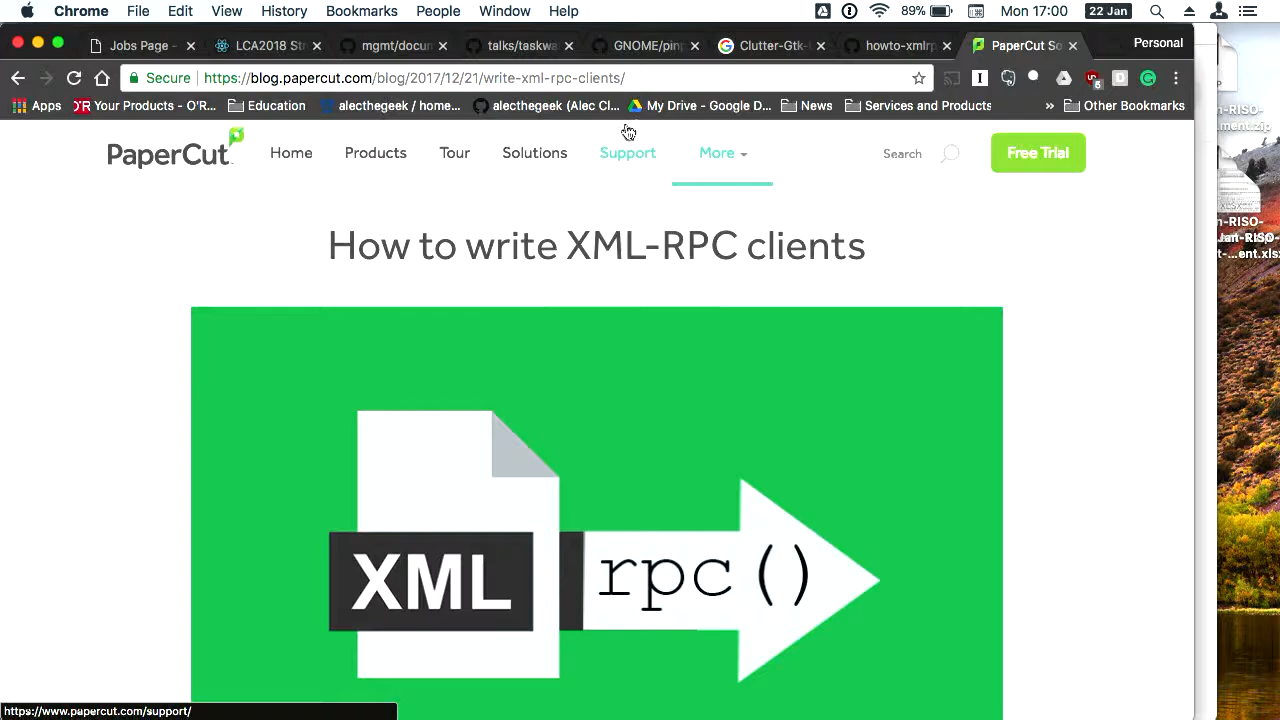 Chrome File Edit View History Bookmarks People Window Help 89% Mon 17:00 22 Jan
Jobs Page - LCA2018 Str mgmt/docum talks/taskwa GNOME/pinp Clutter-Gtk- howto-xmlrp PaperCut So Personal
Secure https://blog.papercut.com/blog/2017/12/21/write-xml-rpc-clients/
Apps Your Products - O'R... Education alecthegeek / home... alecthegeek (Alec Cl... My Drive - Google D... News Services and Products » Other Bookmarks
PaperCut Home Products Tour Solutions Support More Search Free Trial
How to write XML-RPC clients
XML rpc()
https://www.papercut.com/support/